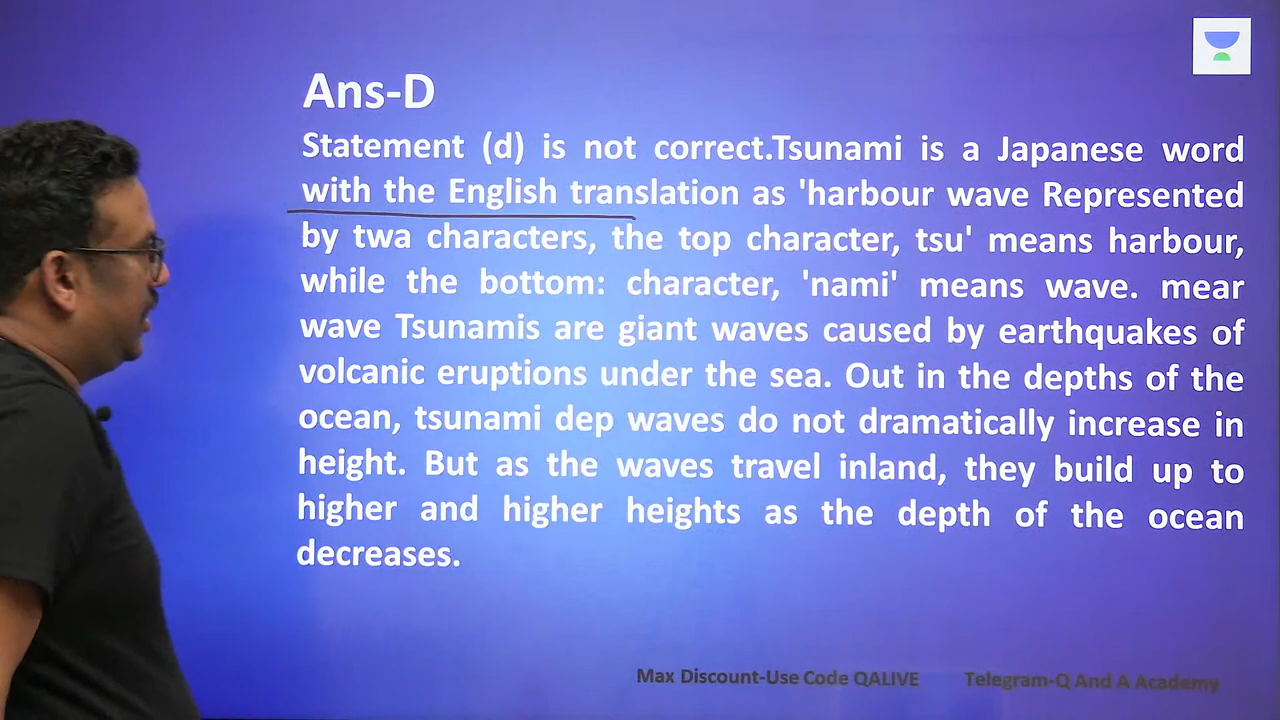 Ans-D
Statement (d) is not correct.Tsunami is a Japanese word
with the English translation as 'harbour wave Represented
by twa characters, the top character, tsu' means harbour,
while the bottom: character, 'nami' means wave. mear
wave Tsunamis are giant waves caused by earthquakes of
volcanic eruptions under the sea. Out in the depths of the
ocean, tsunami dep waves do not dramatically increase in
height. But as the waves travel inland, they build up to
higher and higher heights as the depth of the ocean
decreases.
Max Discount-Use Code QALIVE Telegram-Q And A Academy